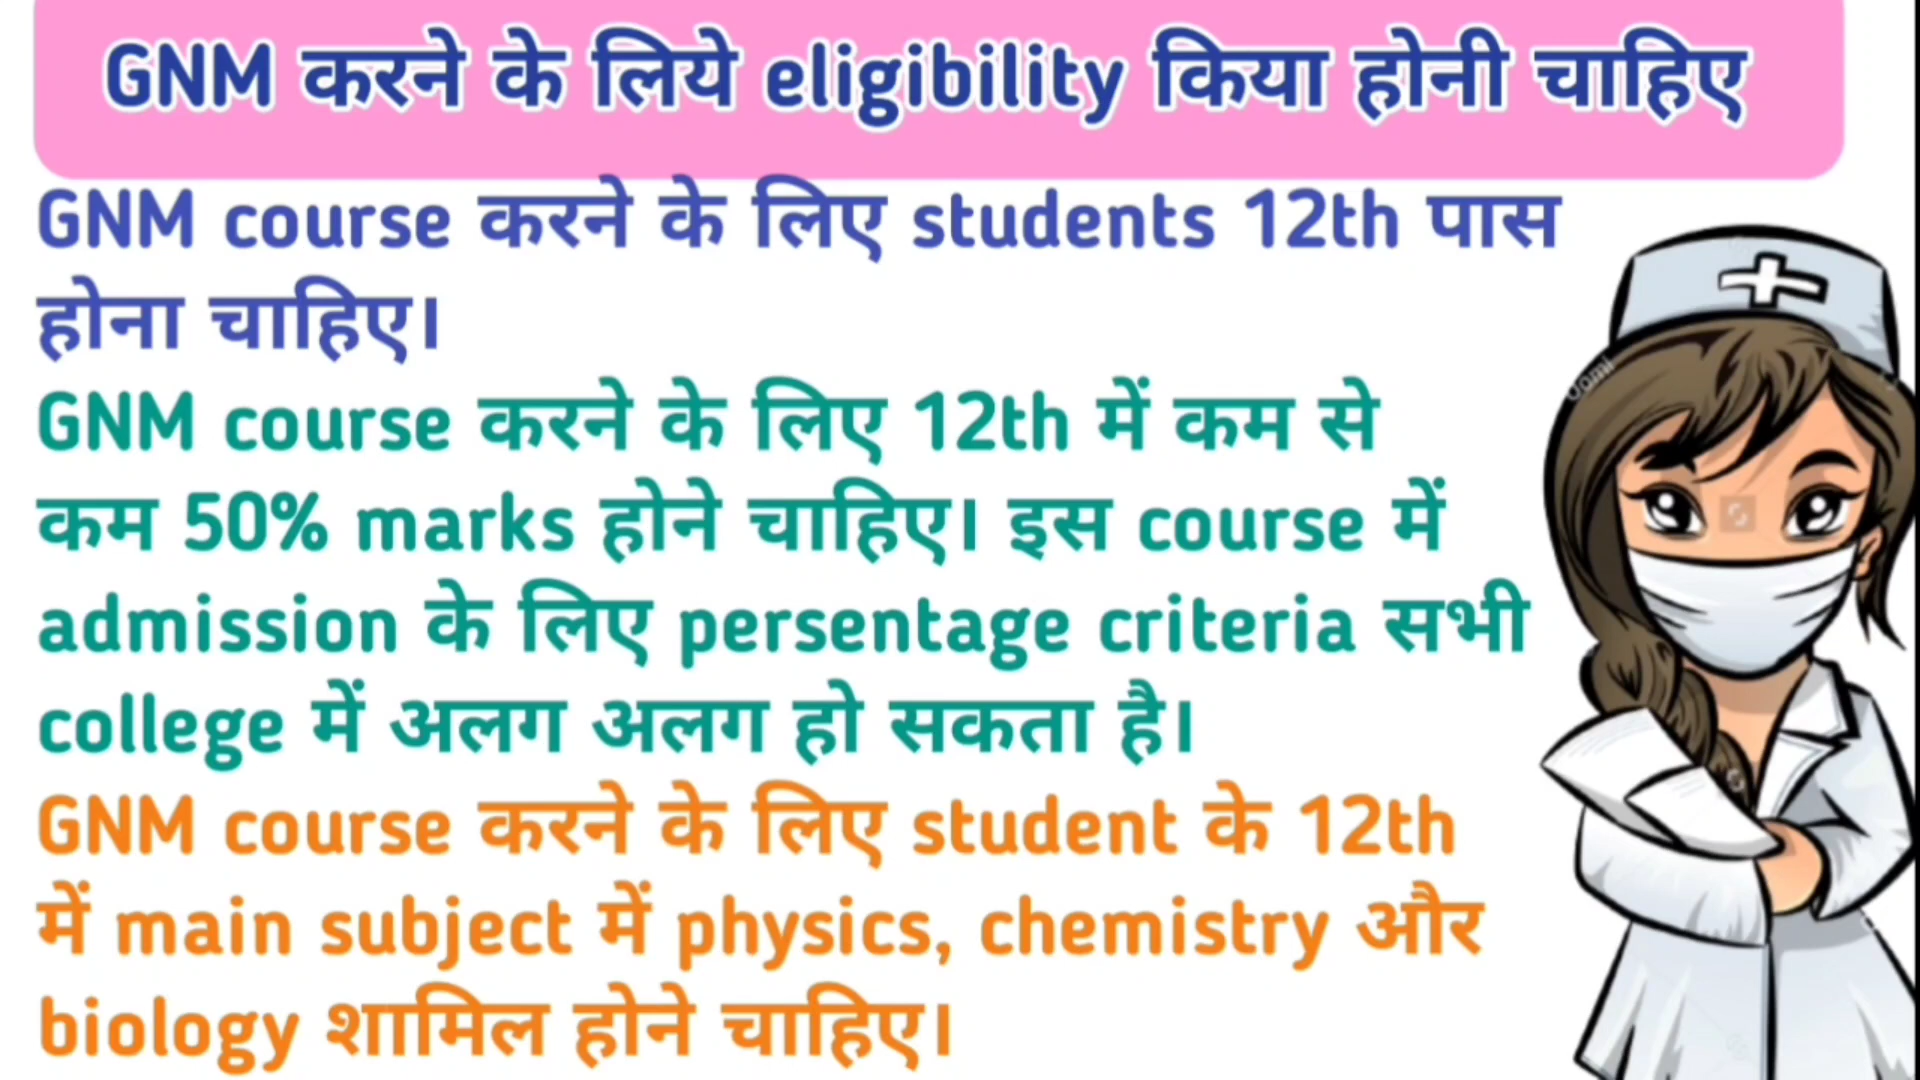 GNM करने के लिये eligibility किया होनी चाहिए
GNM course करने के लिए students 12th पास
होना चाहिए।
GNM course करने के लिए 12th में कम से
कम 50% marks होने चाहिए। इस course में
admission के लिए persentage criteria सभी
college में अलग अलग हो सकता है।
GNM course करने के लिए student के 12th
में main subject में physics, chemistry और
biology शामिल होने चाहिए।